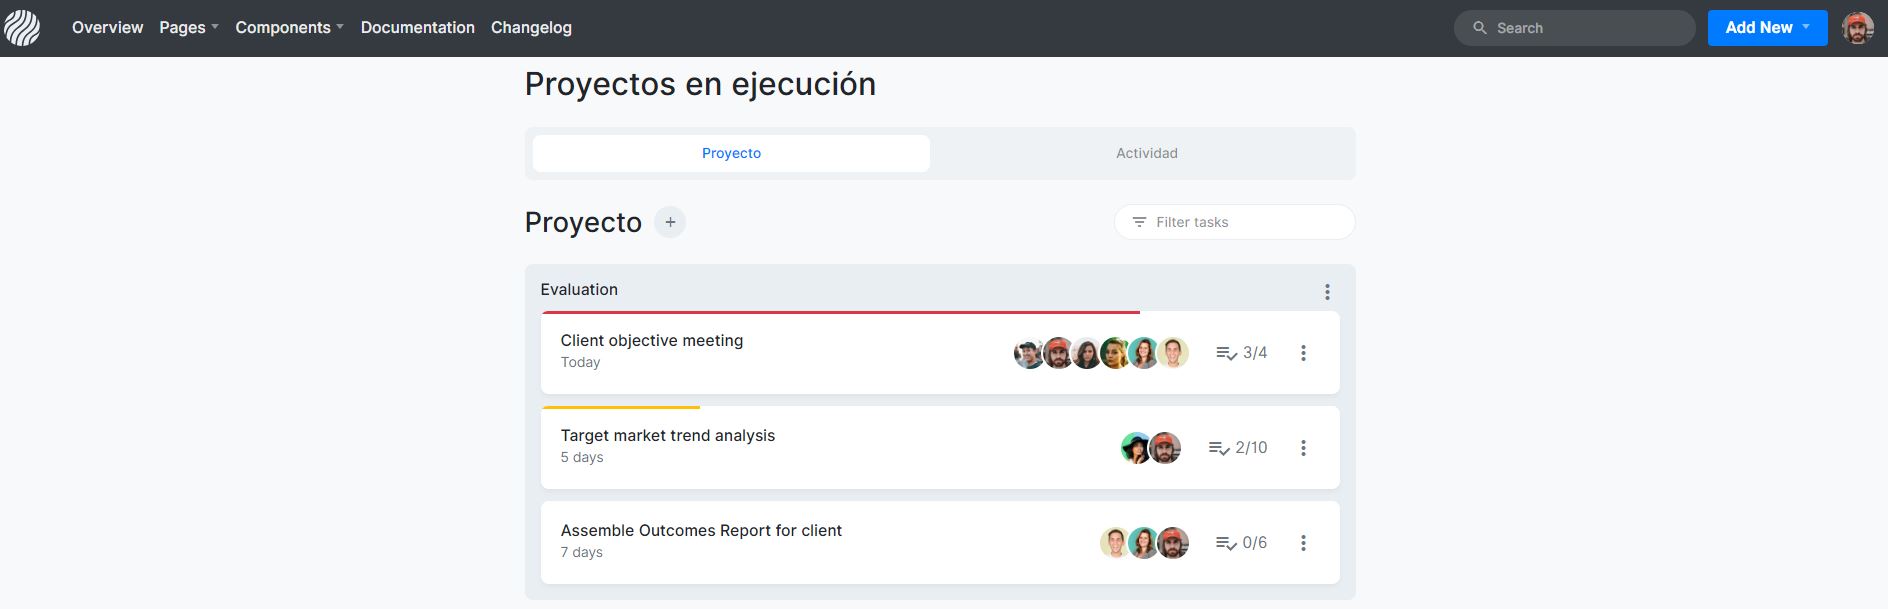 Overview Pages Components Documentation Changelog Search Add New
Proyectos en ejecución
Proyecto Actividad
Proyecto + Filter tasks
Evaluation
Client objective meeting
Today
3/4
Target market trend analysis
5 days
2/10
Assemble Outcomes Report for client
7 days
0/6